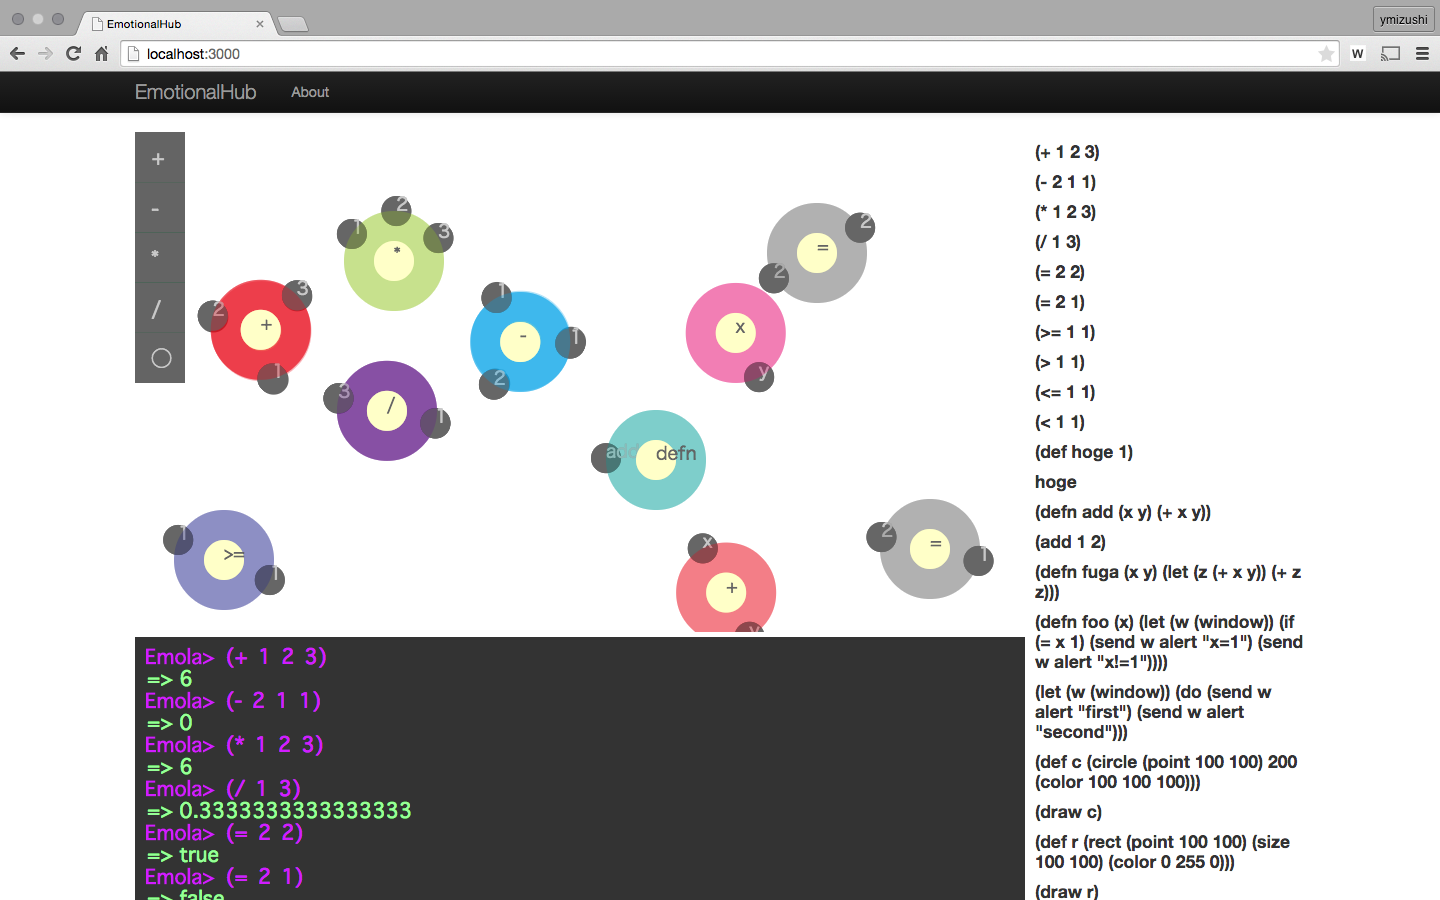 EmotionalHub
ymizushi
localhost:3000
W
EmotionalHub About
+
-
*
/
2
1
3
*
2
=
2
3
2
+
1
1
-
1
2
x
y
3
/
1
add
defn
1
>=
1
x
+
y
2
=
1
Emola> (+ 1 2 3)
=> 6
Emola> (- 2 1 1)
=> 0
Emola> (* 1 2 3)
=> 6
Emola> (/ 1 3)
=> 0.3333333333333333
Emola> (= 2 2)
=> true
Emola> (= 2 1)
=> false
(+ 1 2 3)
(- 2 1 1)
(* 1 2 3)
(/ 1 3)
(= 2 2)
(= 2 1)
(>= 1 1)
(> 1 1)
(<= 1 1)
(< 1 1)
(def hoge 1)
hoge
(defn add (x y) (+ x y))
(add 1 2)
(defn fuga (x y) (let (z (+ x y)) (+ z
z)))
(defn foo (x) (let (w (window)) (if
(= x 1) (send w alert "x=1") (send
w alert "x!=1"))))
(let (w (window)) (do (send w
alert "first") (send w alert
"second")))
(def c (circle (point 100 100) 200
(color 100 100 100)))
(draw c)
(def r (rect (point 100 100) (size
100 100) (color 0 255 0)))
(draw r)